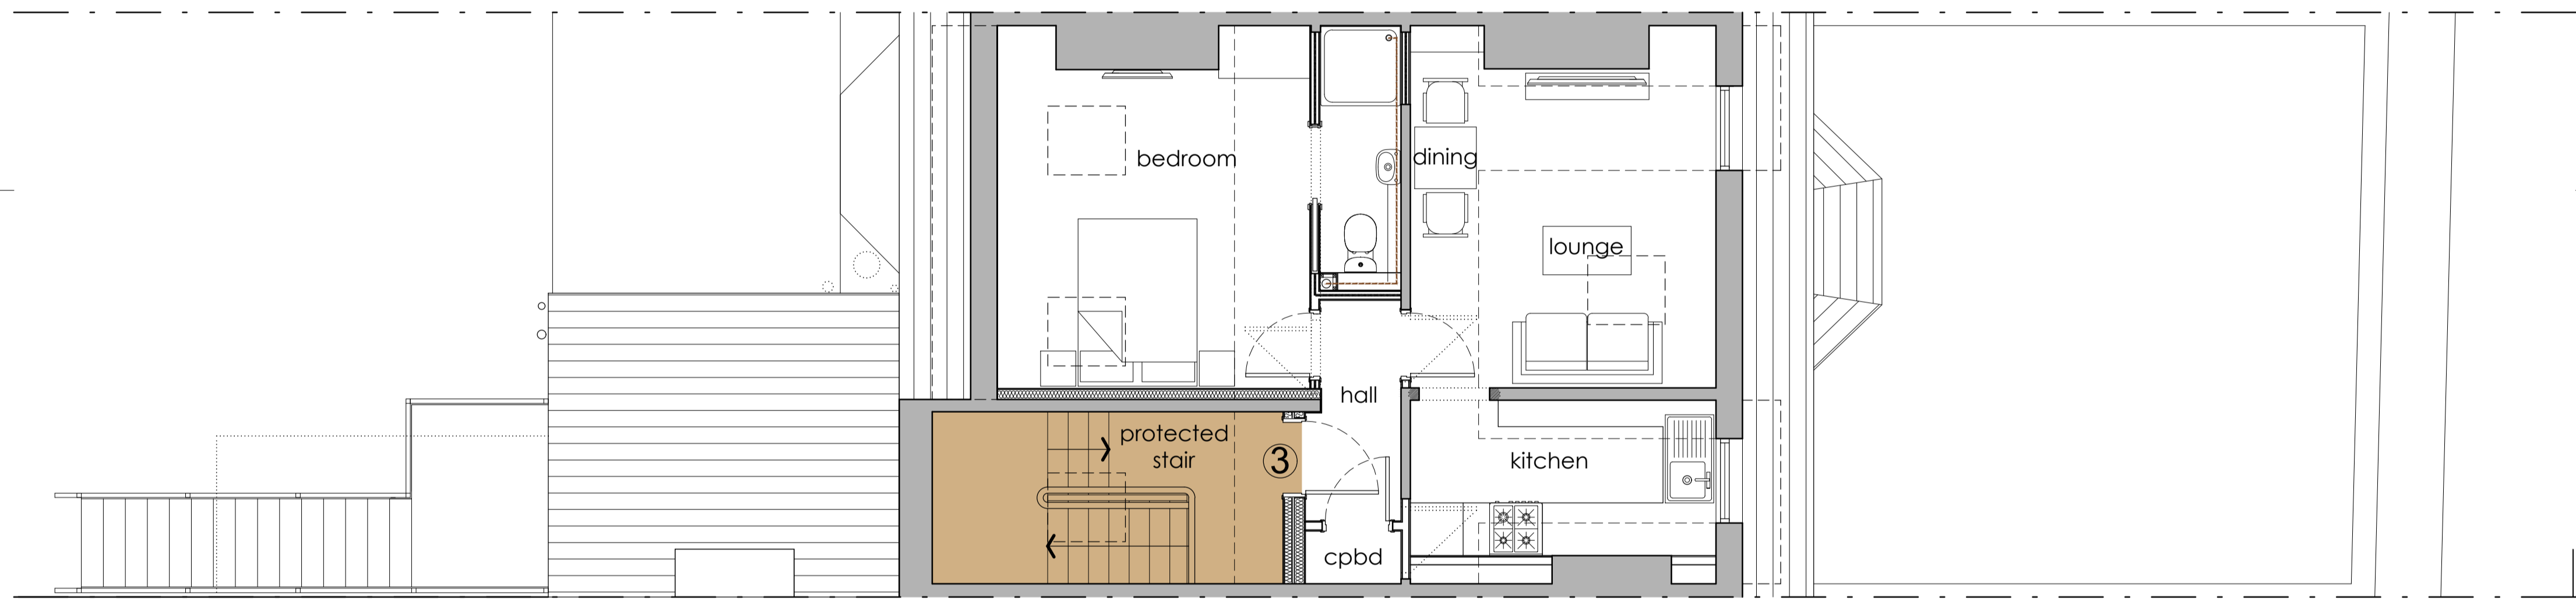 bedroom
dining
lounge
hall
protected
stair
3
kitchen
cpbd